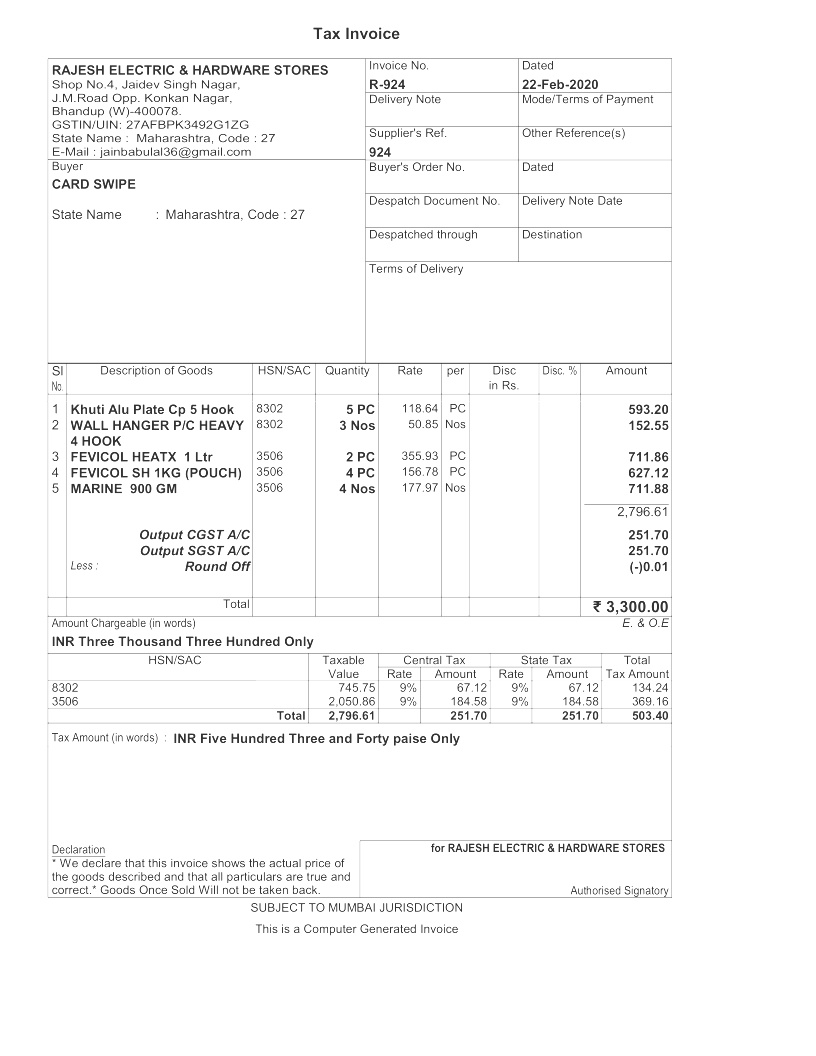 Tax Invoice
RAJESH ELECTRIC & HARDWARE STORES
Shop No.4, Jaidev Singh Nagar,
J.M.Road Opp. Konkan Nagar,
Bhandup (W)-400078.
GSTIN/UIN: 27AFBPK3492G1ZG
State Name : Maharashtra, Code : 27
E-Mail : jainbabulal36@gmail.com
Invoice No. Dated
R-924 22-Feb-2020
Delivery Note Mode/Terms of Payment
Supplier's Ref. Other Reference(s)
924
Buyer
CARD SWIPE
State Name : Maharashtra, Code : 27
Buyer's Order No. Dated
Despatch Document No. Delivery Note Date
Despatched through Destination
Terms of Delivery
Sl Description of Goods HSN/SAC Quantity Rate per Disc Disc. % Amount
No. in Rs.
1 Khuti Alu Plate Cp 5 Hook 8302 5 PC 118.64 PC 593.20
2 WALL HANGER P/C HEAVY 8302 3 Nos 50.85 Nos 152.55
4 HOOK
3 FEVICOL HEATX 1 Ltr 3506 2 PC 355.93 PC 711.86
4 FEVICOL SH 1KG (POUCH) 3506 4 PC 156.78 PC 627.12
5 MARINE 900 GM 3506 4 Nos 177.97 Nos 711.88
2,796.61
Output CGST A/C 251.70
Output SGST A/C 251.70
Less : Round Off (-)0.01
Total ₹ 3,300.00
Amount Chargeable (in words) E. & O.E
INR Three Thousand Three Hundred Only
HSN/SAC Taxable Central Tax State Tax Total
Value Rate Amount Rate Amount Tax Amount
8302 745.75 9% 67.12 9% 67.12 134.24
3506 2,050.86 9% 184.58 9% 184.58 369.16
Total 2,796.61 251.70 251.70 503.40
Tax Amount (in words) : INR Five Hundred Three and Forty paise Only
Declaration
* We declare that this invoice shows the actual price of
the goods described and that all particulars are true and
correct.* Goods Once Sold Will not be taken back.
for RAJESH ELECTRIC & HARDWARE STORES
Authorised Signatory
SUBJECT TO MUMBAI JURISDICTION
This is a Computer Generated Invoice